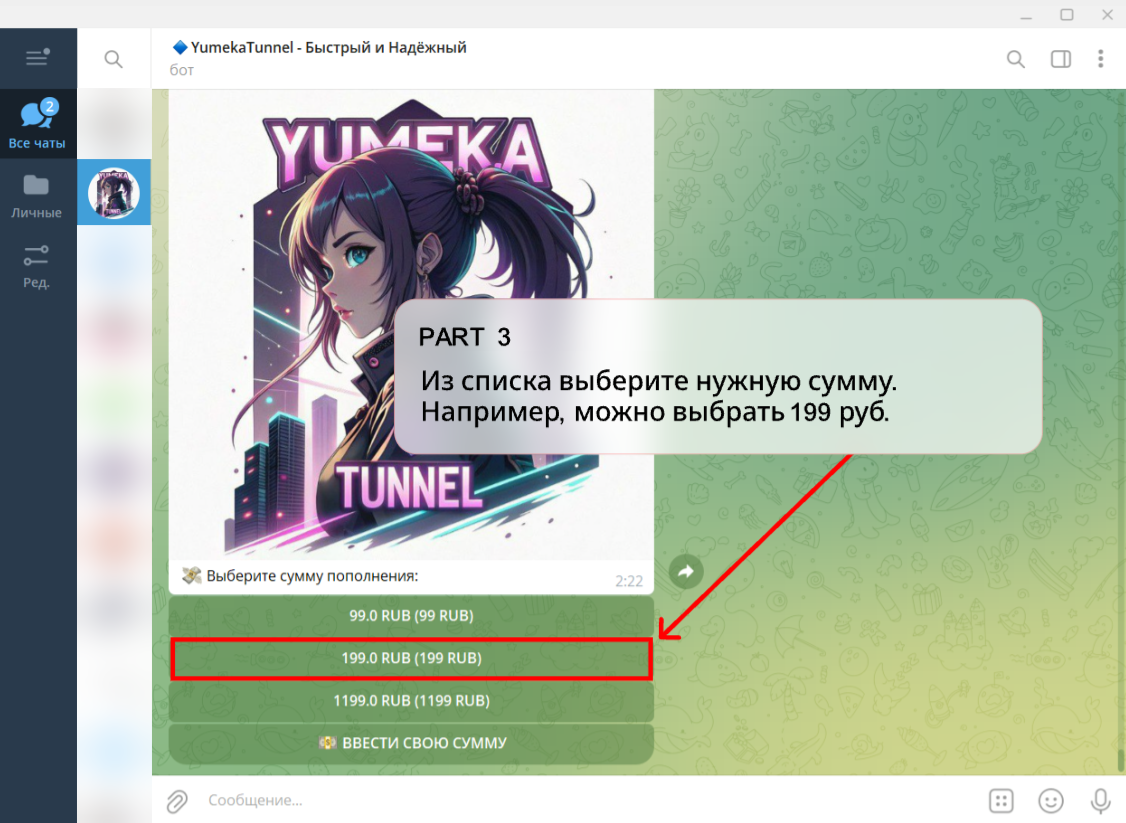 YumekaTunnel - Быстрый и Надёжный
бот
2
Все чаты
Личные
Ред.
YUMEKA
TUNNEL
YUMEKA
TUNNEL
PART 3
Из списка выберите нужную сумму.
Например, можно выбрать 199 руб.
Выберите сумму пополнения:
2:22
99.0 RUB (99 RUB)
199.0 RUB (199 RUB)
1199.0 RUB (1199 RUB)
ВВЕСТИ СВОЮ СУММУ
Сообщение...